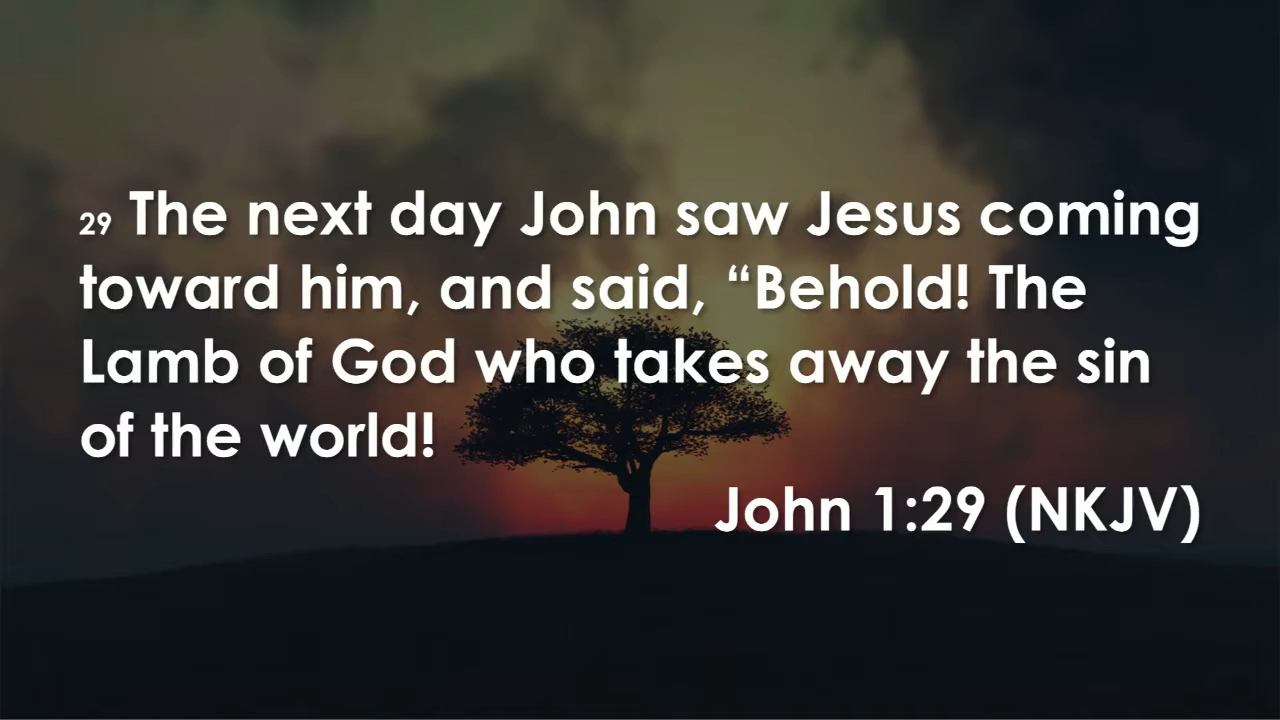 29 The next day John saw Jesus coming
toward him, and said, “Behold! The
Lamb of God who takes away the sin
of the world!
John 1:29 (NKJV)